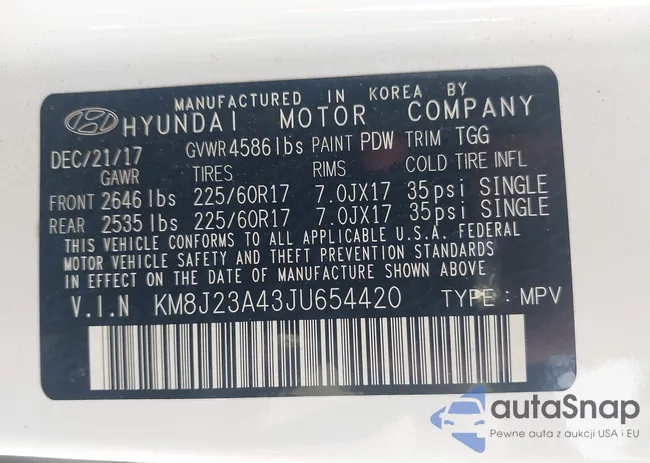 MANUFACTURED IN KOREA BY
HYUNDAI MOTOR COMPANY
DEC/21/17 GVWR 4586lbs PAINT PDW TRIM TGG
GAWR TIRES RIMS COLD TIRE INFL
FRONT 2646 lbs 225/60R17 7.0JX17 35psi SINGLE
REAR 2535 lbs 225/60R17 7.0JX17 35psi SINGLE
THIS VEHICLE CONFORMS TO ALL APPLICABLE U.S.A. FEDERAL
MOTOR VEHICLE SAFETY AND THEFT PREVENTION STANDARDS
IN EFFECT ON THE DATE OF MANUFACTURE SHOWN ABOVE.
V.I.N KM8J23A43JU654420 TYPE : MPV
autaSnap
Pewne auta z aukcji USA i EU